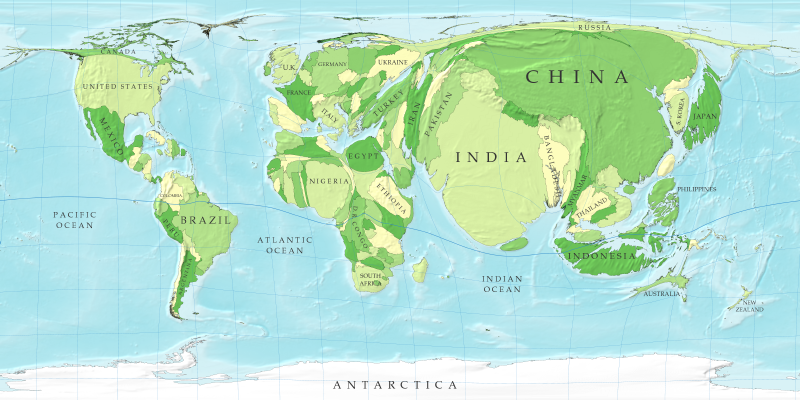 RUSSIA
CANADA
UNITED STATES
MEXICO
COLOMBIA
BRAZIL
PERU
U.K.
GERMANY
UKRAINE
FRANCE
ITALY
TURKEY
IRAN
PAKISTAN
CHINA
S. KOREA
JAPAN
INDIA
BANGLADESH
MYANMAR
THAILAND
PHILIPPINES
EGYPT
NIGERIA
ETHIOPIA
D.R. CONGO
SOUTH
AFRICA
INDONESIA
AUSTRALIA
NEW
ZEALAND
PACIFIC
OCEAN
ATLANTIC
OCEAN
INDIAN
OCEAN
ANTARCTICA